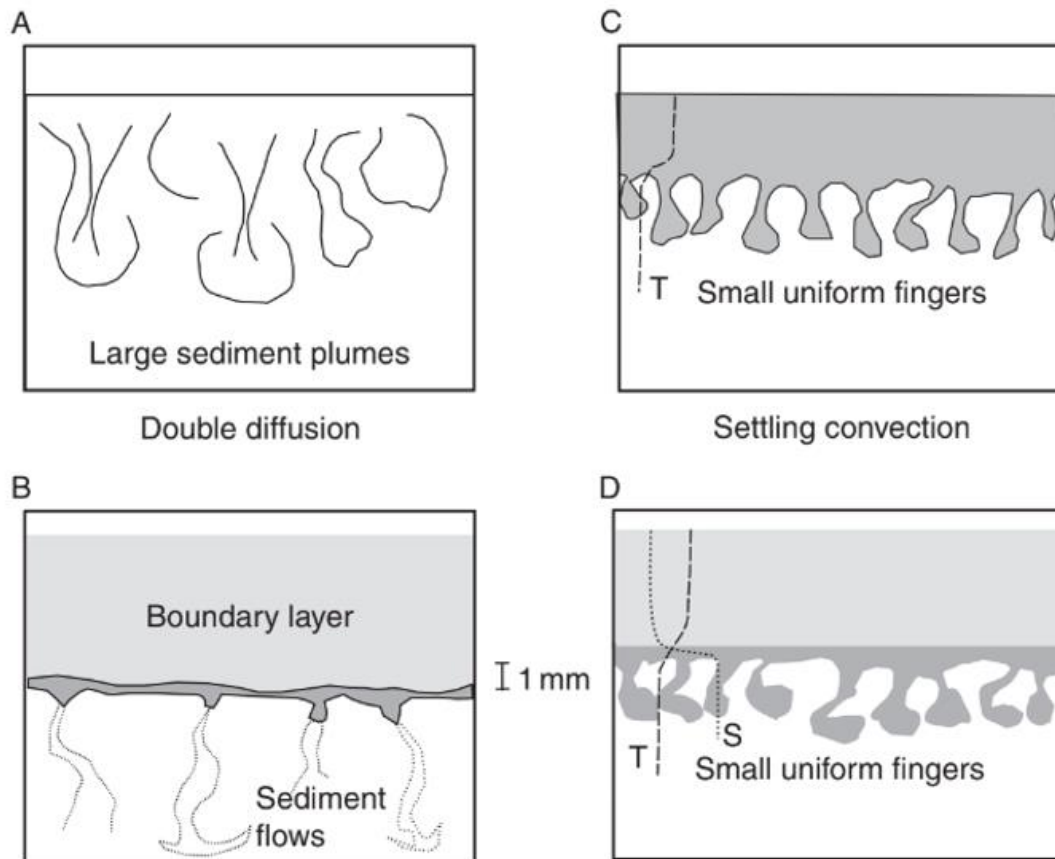 A
Large sediment plumes
Double diffusion
B
Boundary layer
Sediment
flows
1 mm
C
T
Small uniform fingers
Settling convection
D
T
S
Small uniform fingers